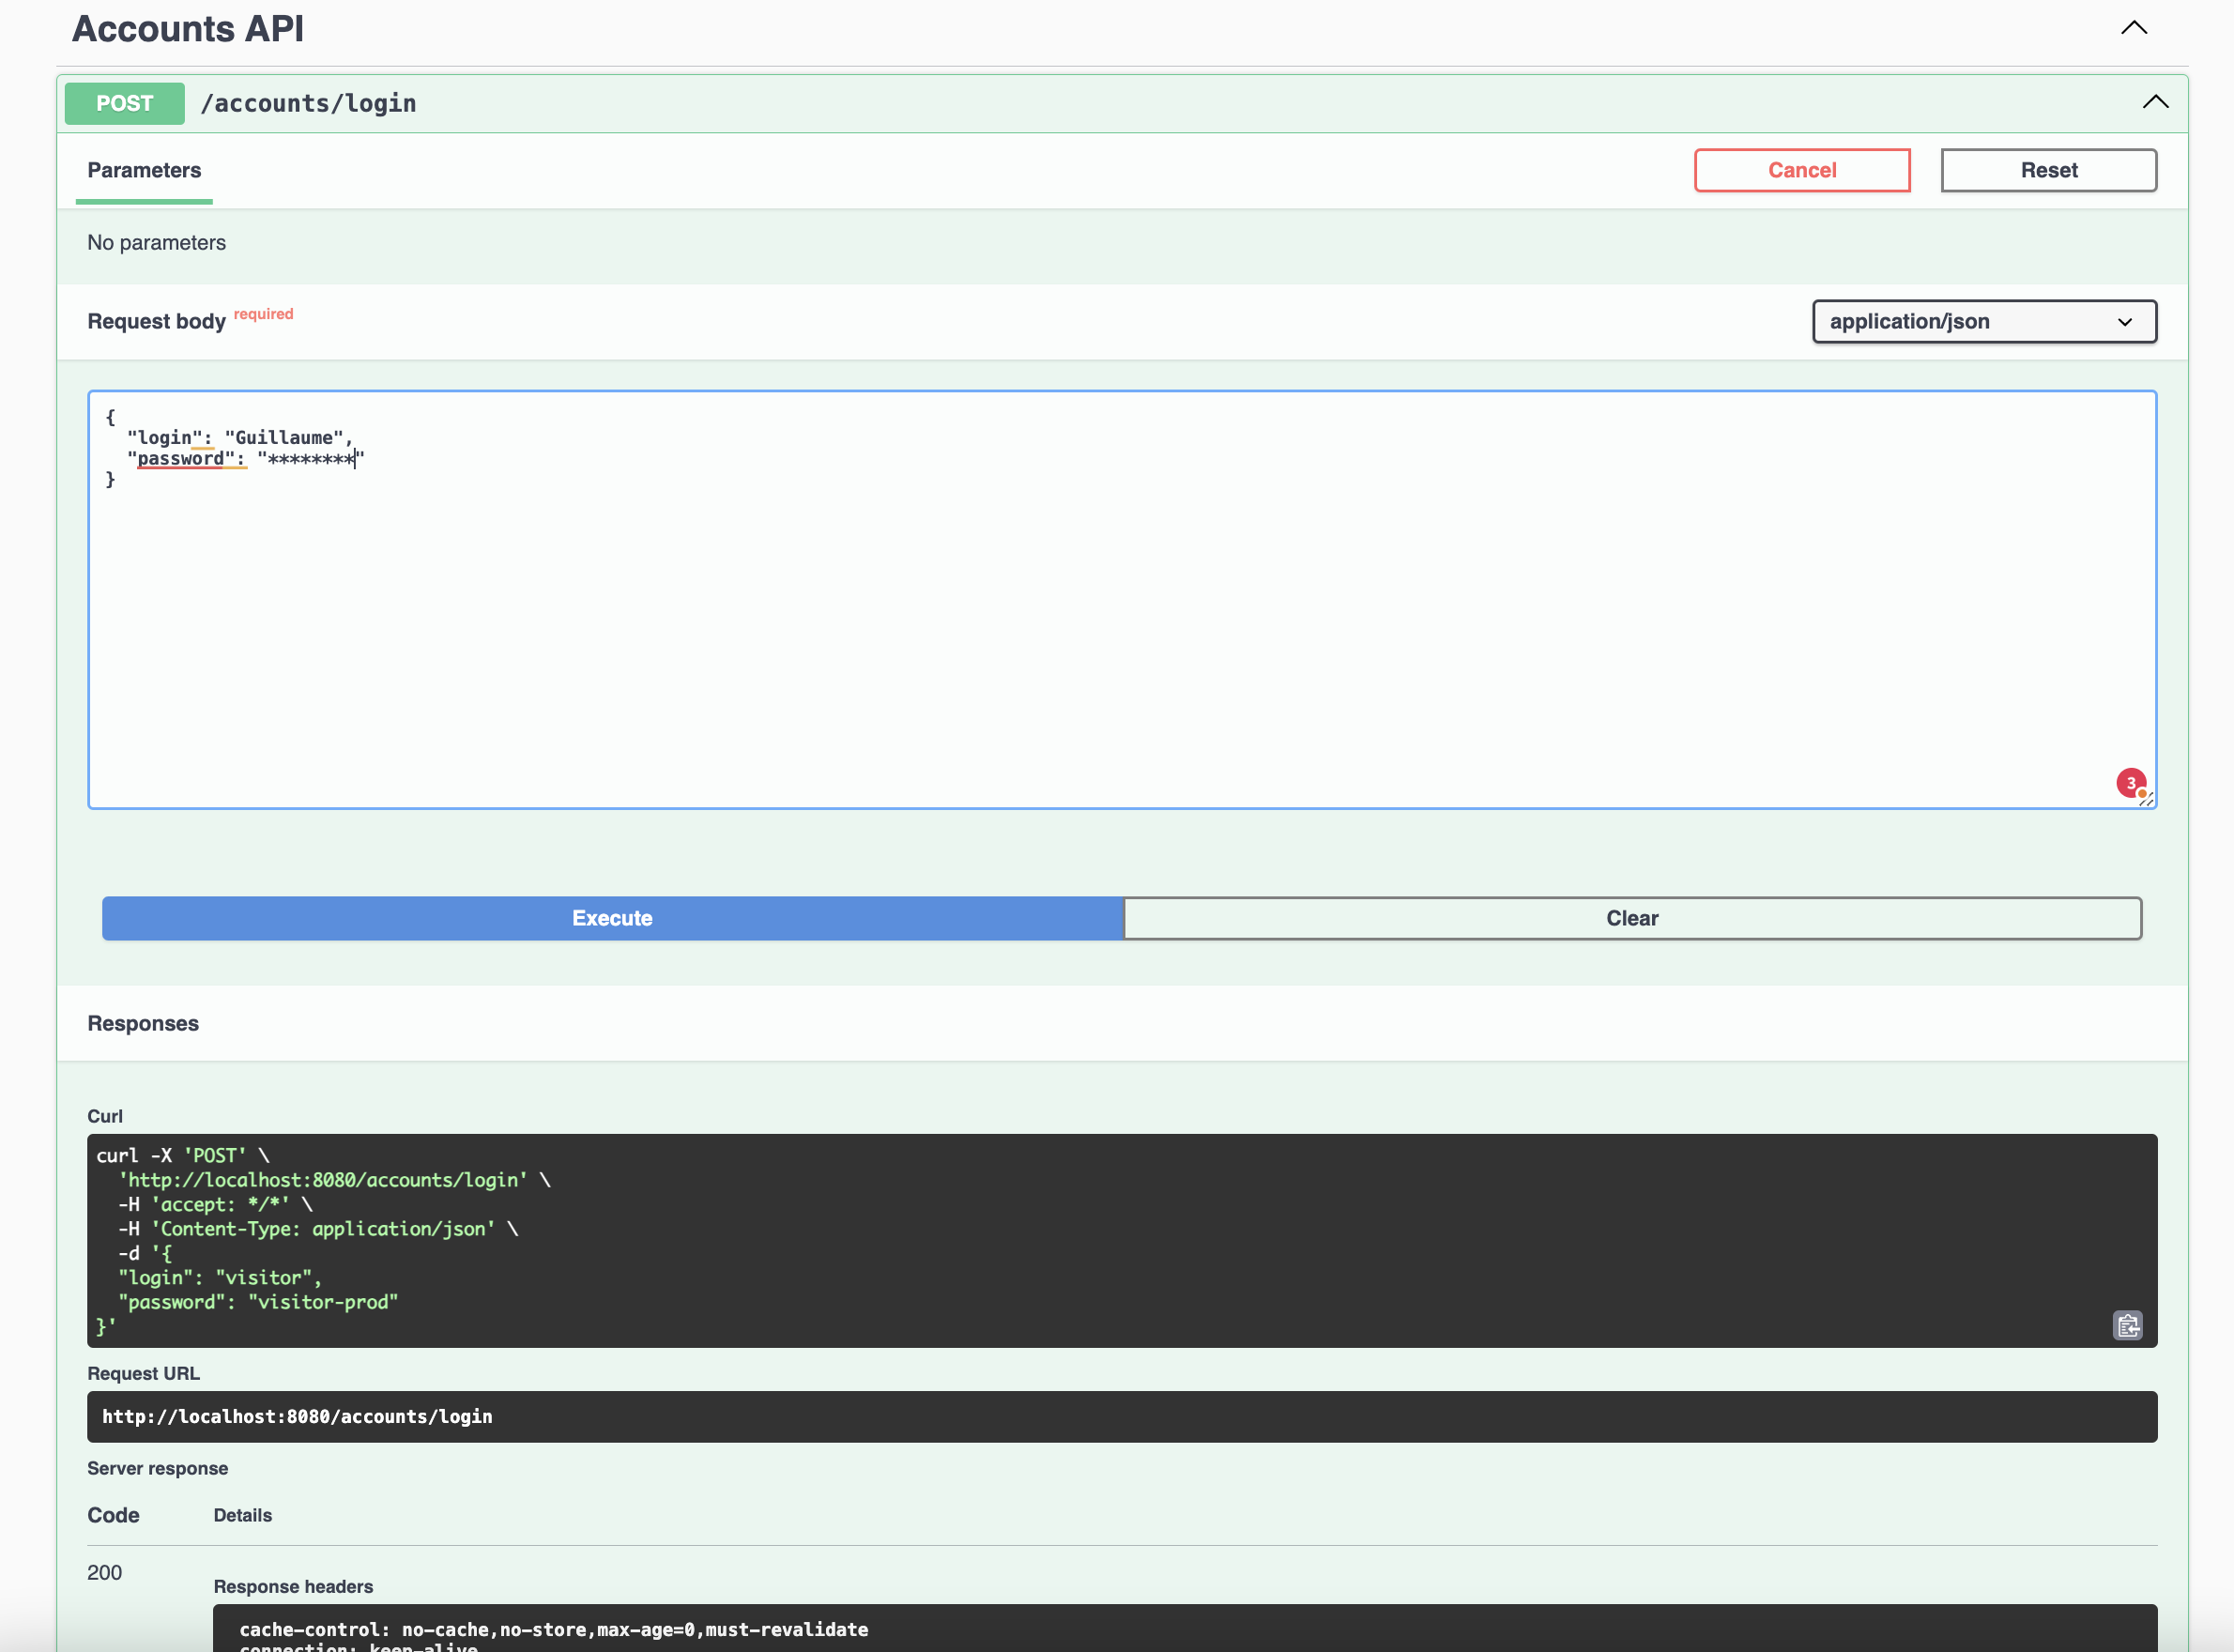 Accounts API
POST /accounts/login
Parameters
Cancel
Reset
No parameters
Request body required
application/json
{
  "login": "Guillaume",
  "password": "********"
}
3
Execute
Clear
Responses
Curl
curl -X 'POST' \
  'http://localhost:8080/accounts/login' \
  -H 'accept: */*' \
  -H 'Content-Type: application/json' \
  -d '{
  "login": "visitor",
  "password": "visitor-prod"
}'
Request URL
http://localhost:8080/accounts/login
Server response
Code Details
200
Response headers
cache-control: no-cache,no-store,max-age=0,must-revalidate
connection: keep-alive